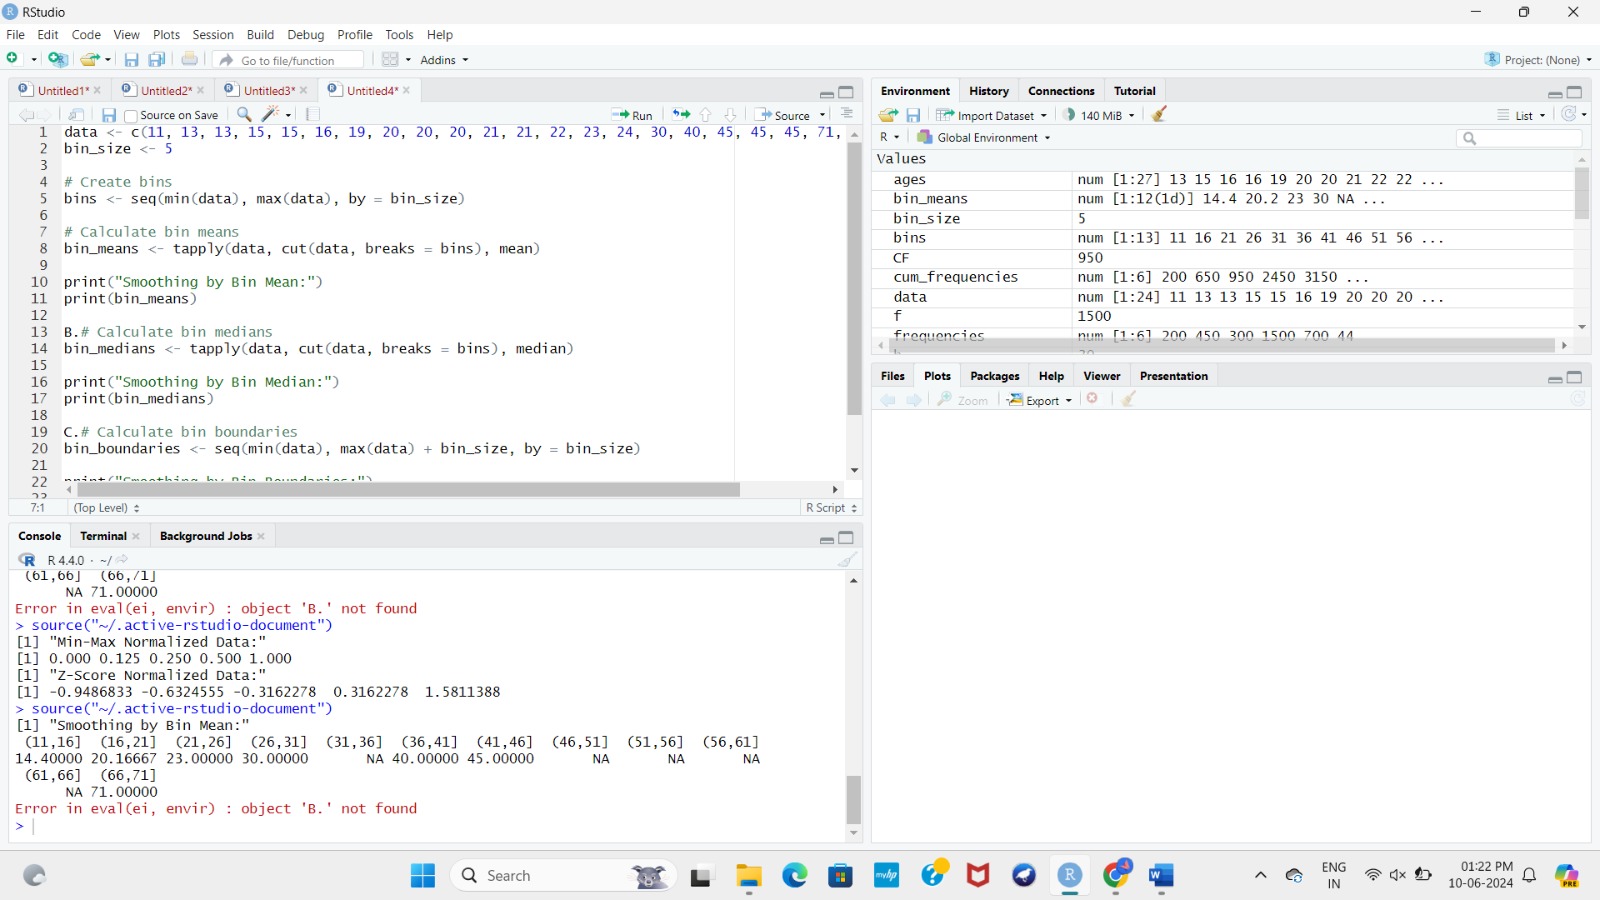 RStudio
File Edit Code View Plots Session Build Debug Profile Tools Help
Go to file/function Addins Project: (None)
Untitled1* Untitled2* Untitled3* Untitled4*
Source on Save Run Source
1 data <- c(11, 13, 13, 15, 15, 16, 19, 20, 20, 20, 21, 21, 22, 23, 24, 30, 40, 45, 45, 45, 71,
2 bin_size <- 5
3
4 # Create bins
5 bins <- seq(min(data), max(data), by = bin_size)
6
7 # Calculate bin means
8 bin_means <- tapply(data, cut(data, breaks = bins), mean)
9
10 print("Smoothing by Bin Mean:")
11 print(bin_means)
12
13 B.# Calculate bin medians
14 bin_medians <- tapply(data, cut(data, breaks = bins), median)
15
16 print("Smoothing by Bin Median:")
17 print(bin_medians)
18
19 C.# Calculate bin boundaries
20 bin_boundaries <- seq(min(data), max(data) + bin_size, by = bin_size)
21
22 print("Smoothing by Bin Boundaries:")
23
7:1 (Top Level) R Script
Console Terminal Background Jobs
R 4.4.0 · ~/
(61,66] (66,71]
NA 71.00000
Error in eval(ei, envir) : object 'B.' not found
> source("~/.active-rstudio-document")
[1] "Min-Max Normalized Data:"
[1] 0.000 0.125 0.250 0.500 1.000
[1] "Z-Score Normalized Data:"
[1] -0.9486833 -0.6324555 -0.3162278 0.3162278 1.5811388
> source("~/.active-rstudio-document")
[1] "Smoothing by Bin Mean:"
(11,16] (16,21] (21,26] (26,31] (31,36] (36,41] (41,46] (46,51] (51,56] (56,61]
14.40000 20.16667 23.00000 30.00000 NA 40.00000 45.00000 NA NA NA
(61,66] (66,71]
NA 71.00000
Error in eval(ei, envir) : object 'B.' not found
>
Environment History Connections Tutorial
Import Dataset 140 MiB List
R Global Environment
Values
ages num [1:27] 13 15 16 16 19 20 20 21 22 22 ...
bin_means num [1:12(1d)] 14.4 20.2 23 30 NA ...
bin_size 5
bins num [1:13] 11 16 21 26 31 36 41 46 51 56 ...
CF 950
cum_frequencies num [1:6] 200 650 950 2450 3150 ...
data num [1:24] 11 13 13 15 15 16 19 20 20 20 ...
f 1500
frequencies num [1:6] 200 450 300 1500 700 44
Files Plots Packages Help Viewer Presentation
Zoom Export
Search
myhp
ENG
IN
01:22 PM
10-06-2024
PRE